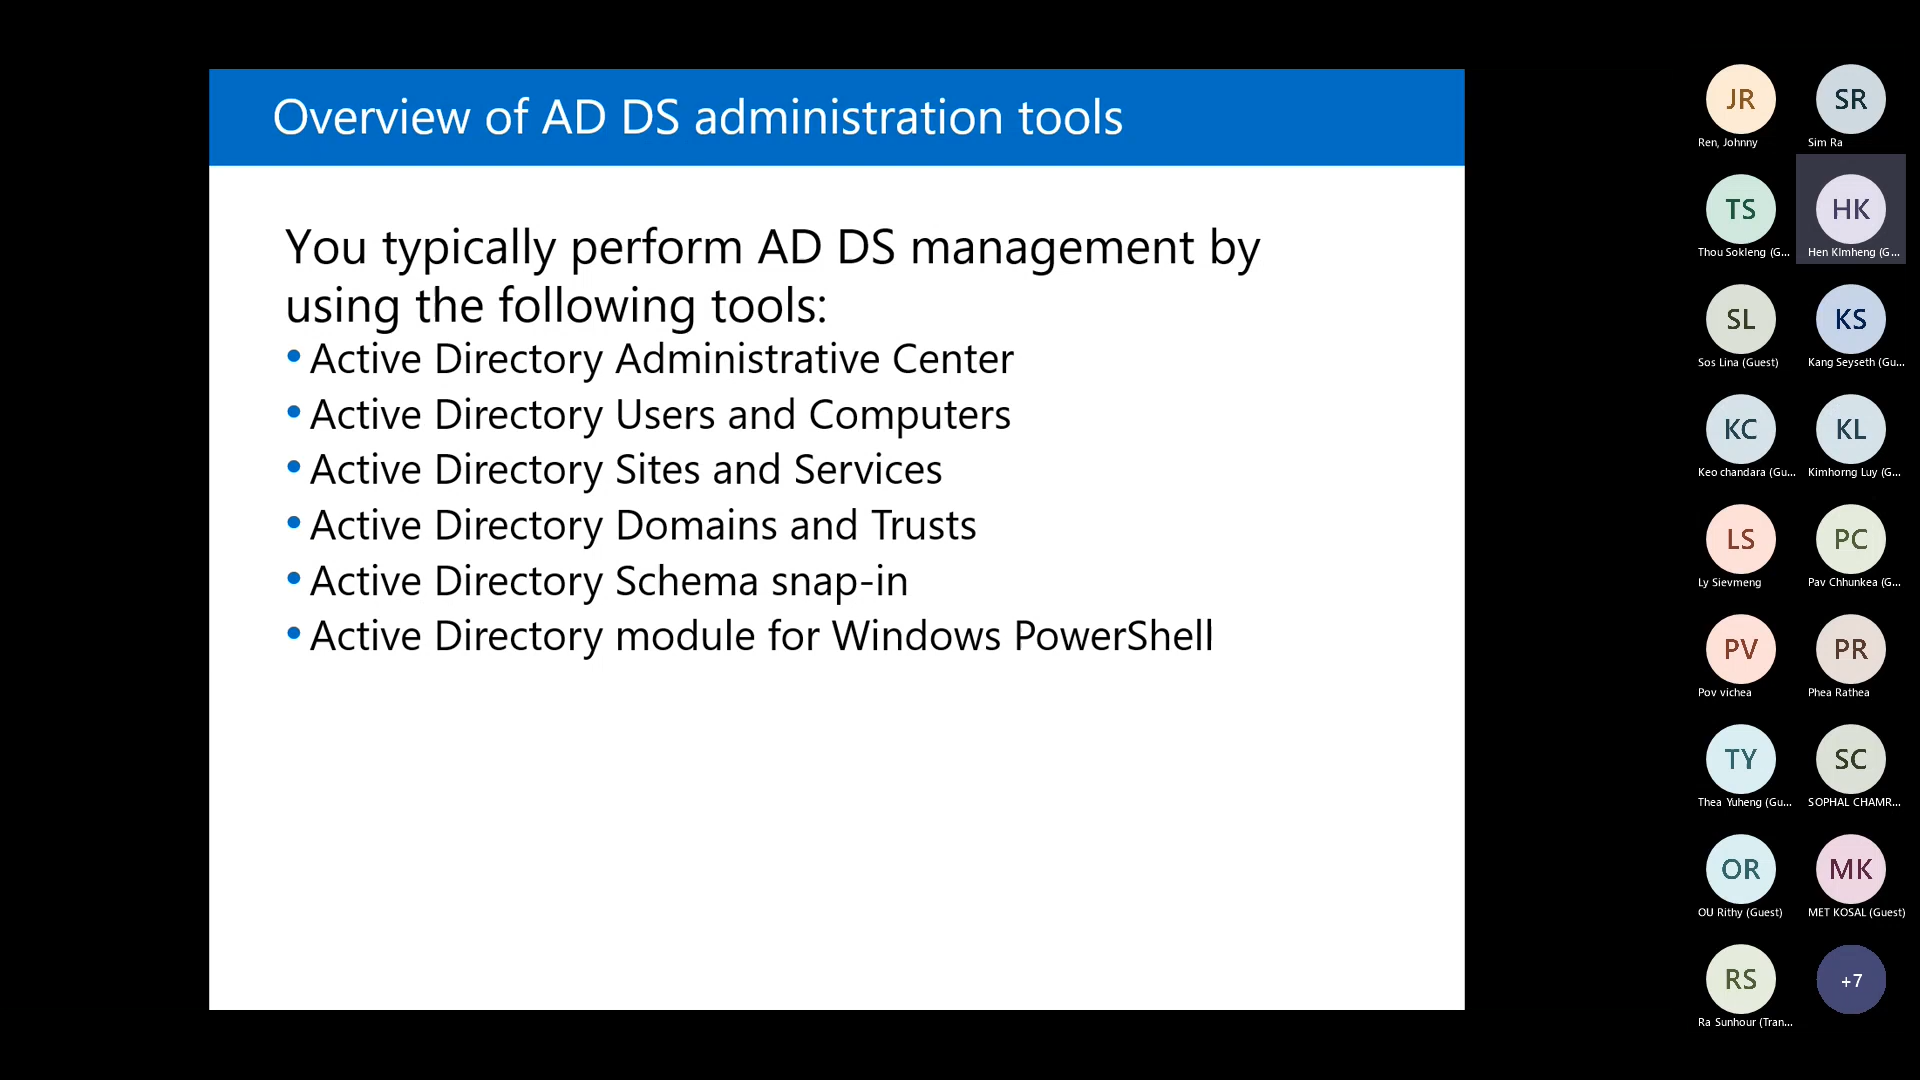 Overview of AD DS administration tools
You typically perform AD DS management by
using the following tools:
• Active Directory Administrative Center
• Active Directory Users and Computers
• Active Directory Sites and Services
• Active Directory Domains and Trusts
• Active Directory Schema snap-in
• Active Directory module for Windows PowerShell
JR SR
Ren, Johnny Sim Ra
TS HK
Thou Sokleng (G... Hen KImheng (G...
SL KS
Sos Lina (Guest) Kang Seyseth (Gu...
KC KL
Keo chandara (Gu... Kimhorng Luy (G...
LS PC
Ly Sievmeng Pav Chhunkea (G...
PV PR
Pov vichea Phea Rathea
TY SC
Thea Yuheng (Gu... SOPHAL CHAMR...
OR MK
OU Rithy (Guest) MET KOSAL (Guest)
RS +7
Ra Sunhour (Tran...